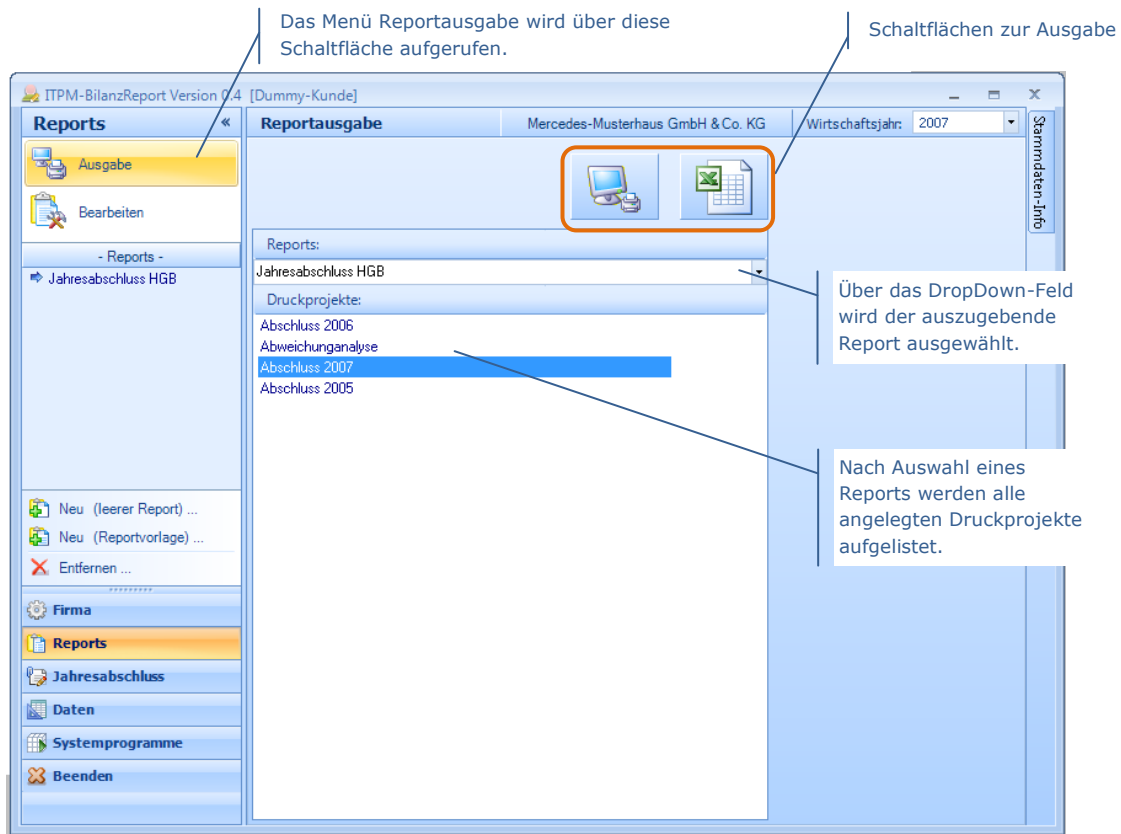 Das Menü Reportausgabe wird über diese
Schaltfläche aufgerufen.
Schaltflächen zur Ausgabe
ITPM-BilanzReport Version 0.4 [Dummy-Kunde]
Reports «
Reportausgabe
Mercedes-Musterhaus GmbH & Co. KG
Wirtschaftsjahr: 2007
Stammdaten-Info
Ausgabe
Bearbeiten
- Reports -
Jahresabschluss HGB
Reports:
Jahresabschluss HGB
Druckprojekte:
Abschluss 2006
Abweichunganalyse
Abschluss 2007
Abschluss 2005
Über das DropDown-Feld
wird der auszugebende
Report ausgewählt.
Nach Auswahl eines
Reports werden alle
angelegten Druckprojekte
aufgelistet.
Neu (leerer Report) ...
Neu (Reportvorlage) ...
Entfernen ...
Firma
Reports
Jahresabschluss
Daten
Systemprogramme
Beenden